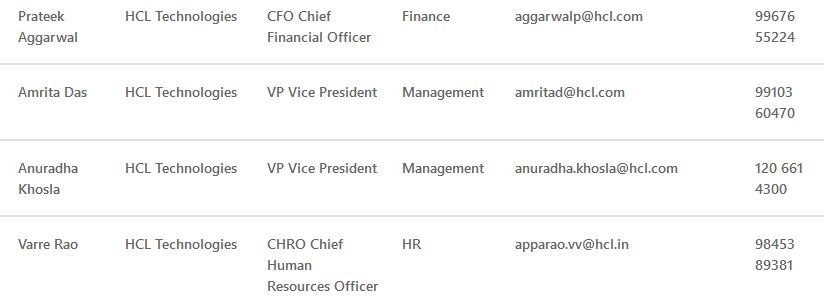 Prateek Aggarwal HCL Technologies CFO Chief Financial Officer Finance aggarwalp@hcl.com 99676 55224
Amrita Das HCL Technologies VP Vice President Management amritad@hcl.com 99103 60470
Anuradha Khosla HCL Technologies VP Vice President Management anuradha.khosla@hcl.com 120 661 4300
Varre Rao HCL Technologies CHRO Chief Human Resources Officer HR apparao.vv@hcl.in 98453 89381